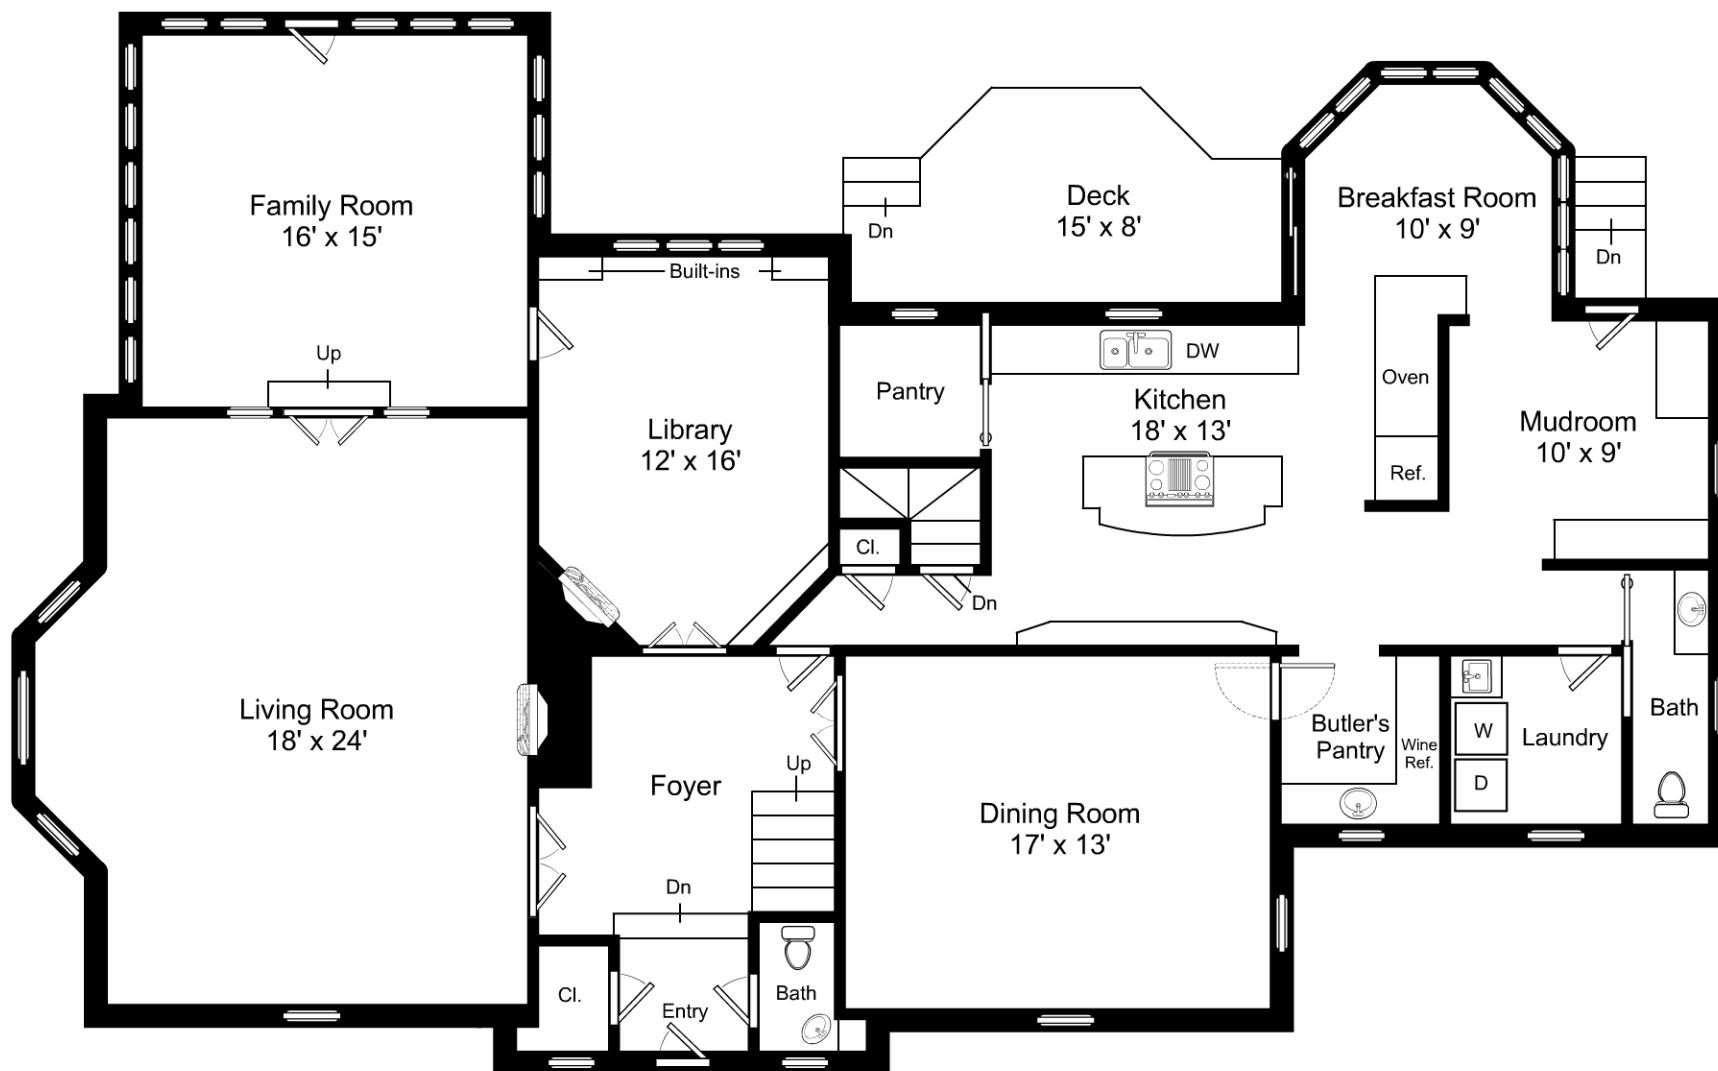 Family Room
16' x 15'
Up
Built-ins
Library
12' x 16'
Deck
15' x 8'
Dn
Breakfast Room
10' x 9'
Dn
Pantry
DW
Kitchen
18' x 13'
Oven
Ref.
Mudroom
10' x 9'
Cl.
Dn
Living Room
18' x 24'
Foyer
Up
Dn
Dining Room
17' x 13'
Butler's
Pantry
Wine
Ref.
W
D
Laundry
Bath
Cl.
Entry
Bath